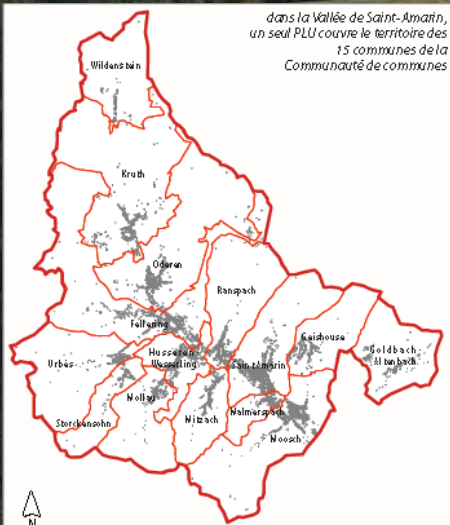 dans la Vallée de Saint-Amarin,
un seul PLU couvre le territoire des
15 communes de la
Communauté de communes
Wildenstein
Kruth
Oderen
Ranspach
Fellering
Geishouse
Goldbach
Altenbach
Husseren
Wesserling
Urbès
Saint Amarin
Mollau
Storckensohn
Mitzach
Malmerspach
Moosch
N